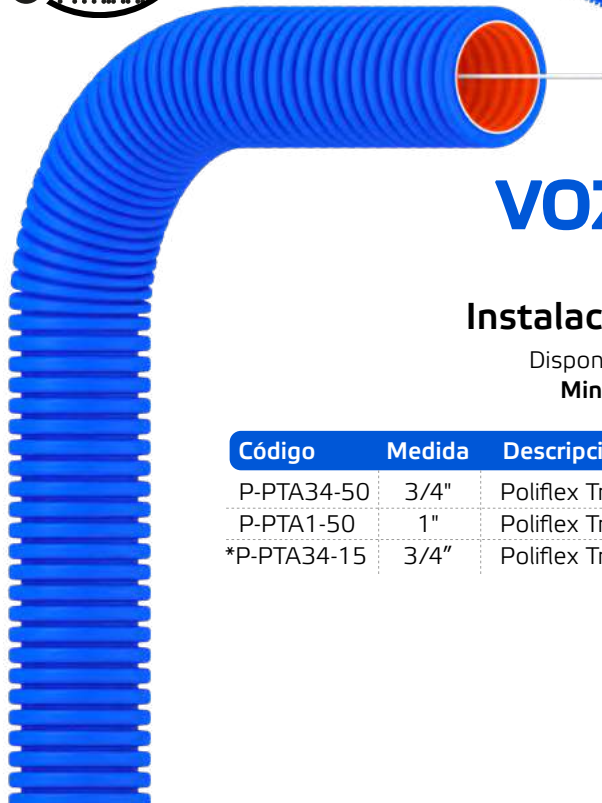 VOZ
Instalac
Dispon
Min
Código Medida Descripci
P-PTA34-50 3/4" Poliflex Tr
P-PTA1-50 1" Poliflex Tr
*P-PTA34-15 3/4” Poliflex Tr